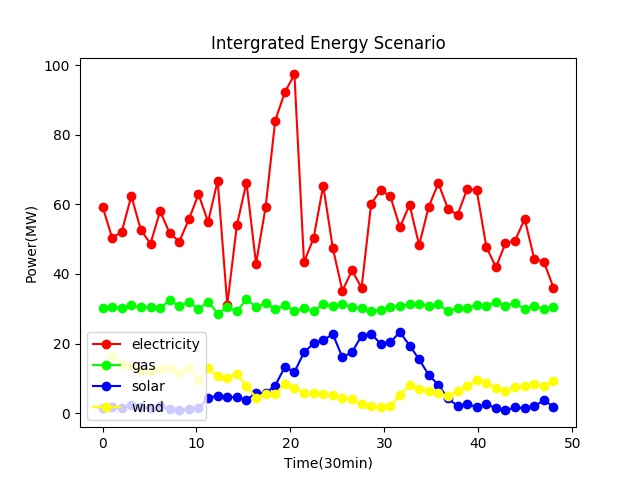 Intergrated Energy Scenario
Power(MW)
100
80
60
40
20
0
electricity
gas
solar
wind
0 10 20 30 40 50
Time(30min)